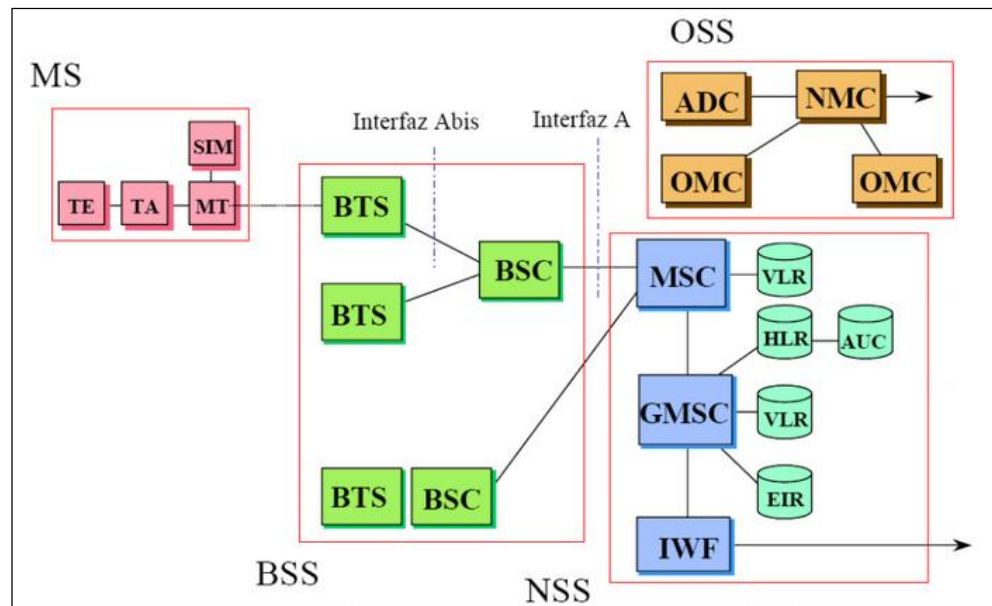 OSS
MS
ADC
NMC
Interfaz Abis
Interfaz A
SIM
OMC
OMC
TE
TA
MT
BTS
BSC
MSC
VLR
BTS
HLR
AUC
GMSC
VLR
BTS
BSC
EIR
IWF
BSS
NSS